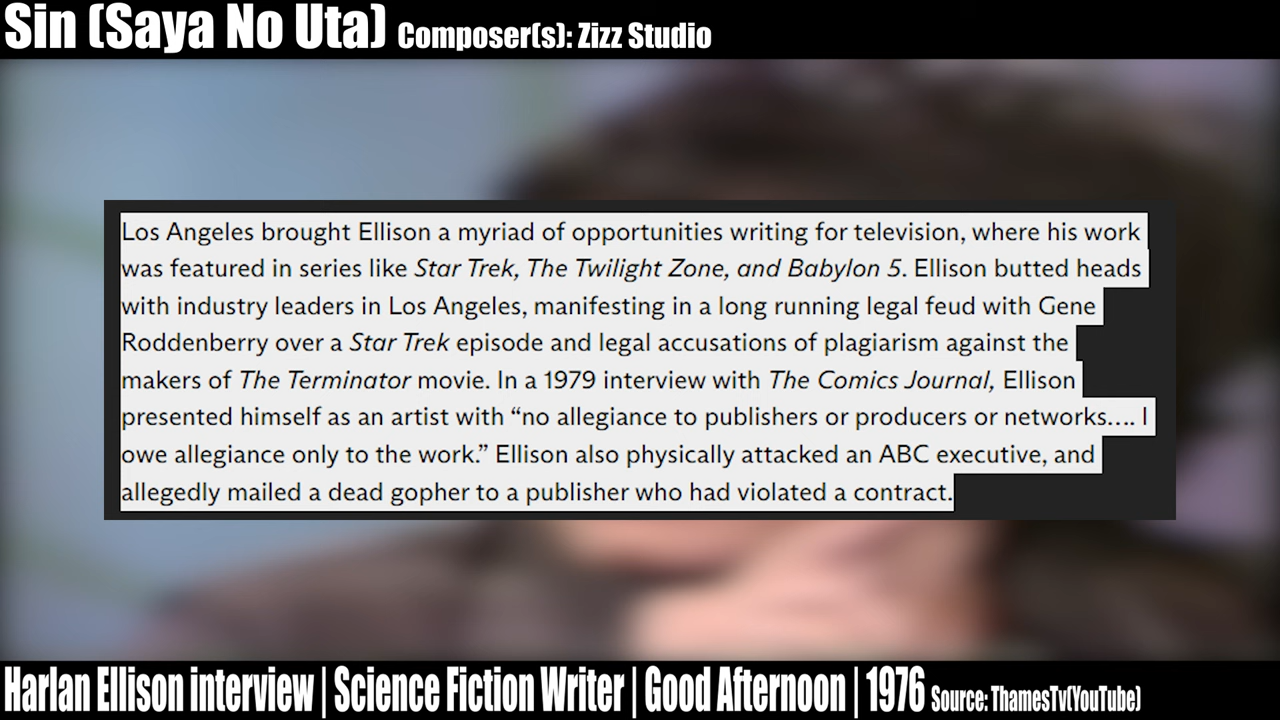 Sin (Saya No Uta) Composer(s): Zizz Studio
Los Angeles brought Ellison a myriad of opportunities writing for television, where his work
was featured in series like Star Trek, The Twilight Zone, and Babylon 5. Ellison butted heads
with industry leaders in Los Angeles, manifesting in a long running legal feud with Gene
Roddenberry over a Star Trek episode and legal accusations of plagiarism against the
makers of The Terminator movie. In a 1979 interview with The Comics Journal, Ellison
presented himself as an artist with “no allegiance to publishers or producers or networks…. I
owe allegiance only to the work.” Ellison also physically attacked an ABC executive, and
allegedly mailed a dead gopher to a publisher who had violated a contract.
Harlan Ellison interview | Science Fiction Writer | Good Afternoon | 1976 Source: ThamesTv(YouTube)